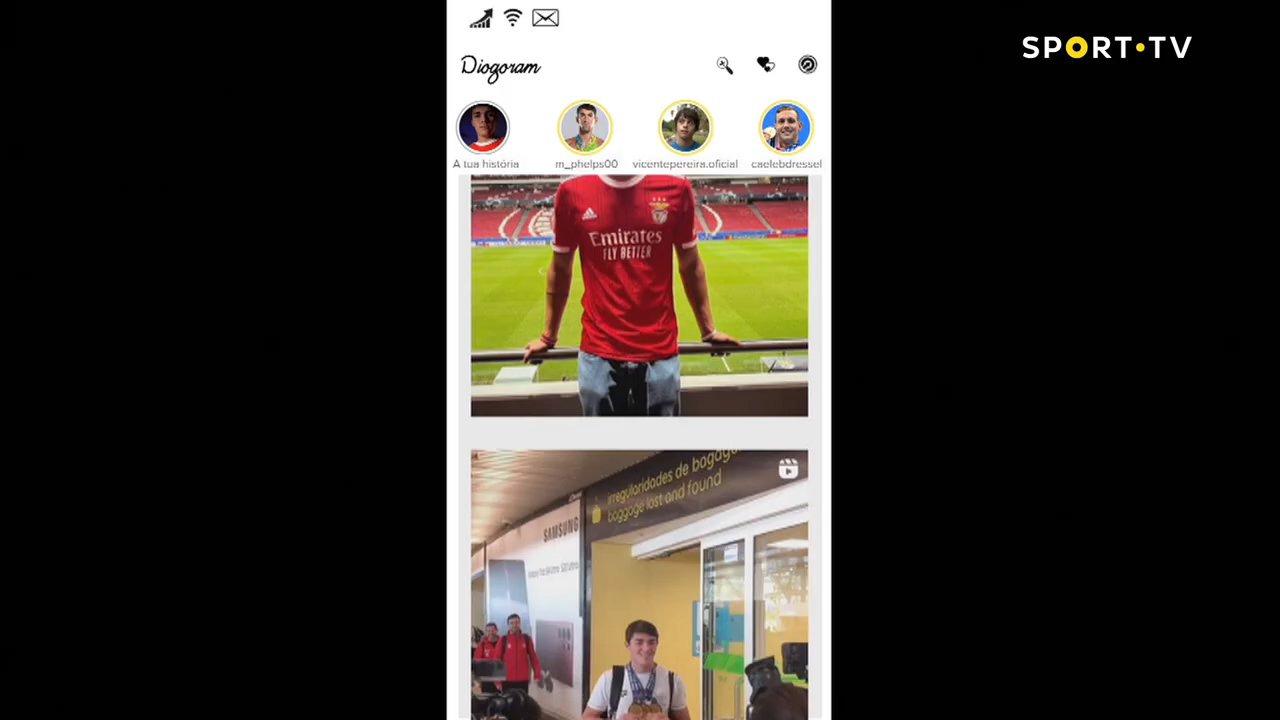 SPORT•TV
Diogoram
A tua história
m_phelps00
vicentepereira.oficial
caelebdressel
Emirates
FLY BETTER
irregularidades de bagag
baggage lost and found
SAMSUNG